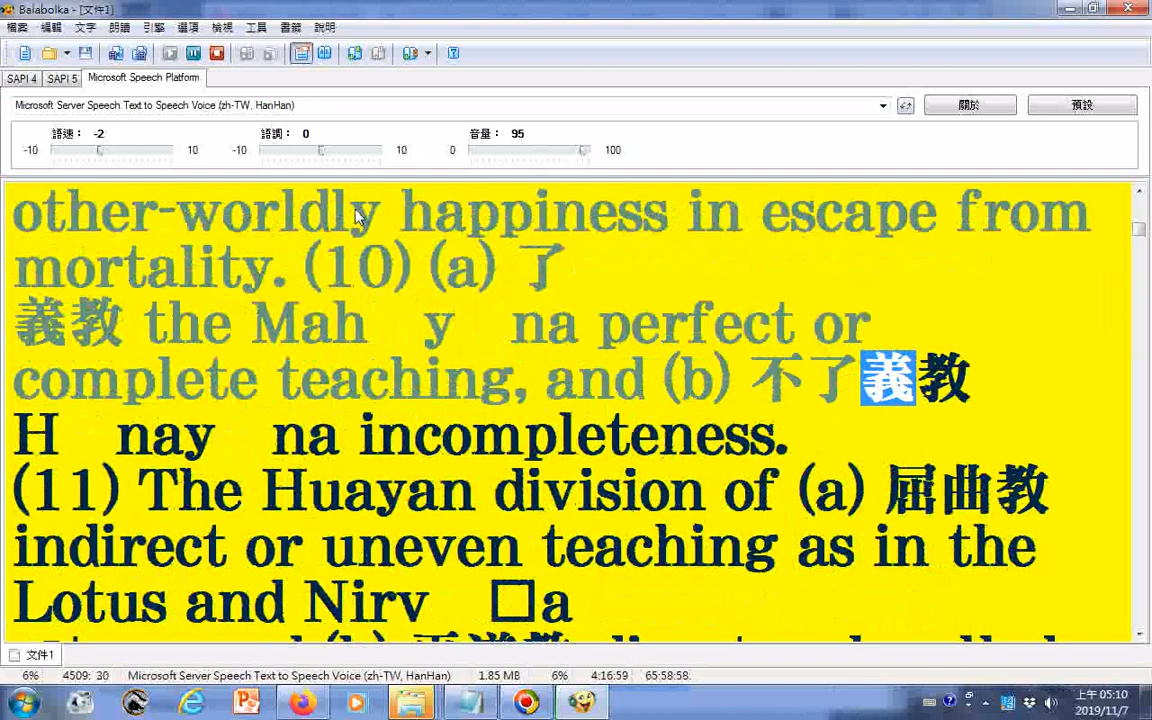 Balabolka - [文件1]
檔案 編輯 文字 朗讀 引擎 選項 檢視 工具 書籤 說明
SAPI 4 SAPI 5 Microsoft Speech Platform
Microsoft Server Speech Text to Speech Voice (zh-TW, HanHan) 關於 預設
語速： -2 語調： 0 音量： 95
-10 10 -10 10 0 100
other-worldly happiness in escape from
mortality. (10) (a) 了
義教 the Mah y na perfect or
complete teaching, and (b) 不了義教
H nay na incompleteness.
(11) The Huayan division of (a) 屈曲教
indirect or uneven teaching as in the
Lotus and Nirv □a
文件1
6% 4509: 30 Microsoft Server Speech Text to Speech Voice (zh-TW, HanHan) 1.85 MB 6% 4:16:59 65:58:58.
上午 05:10
2019/11/7